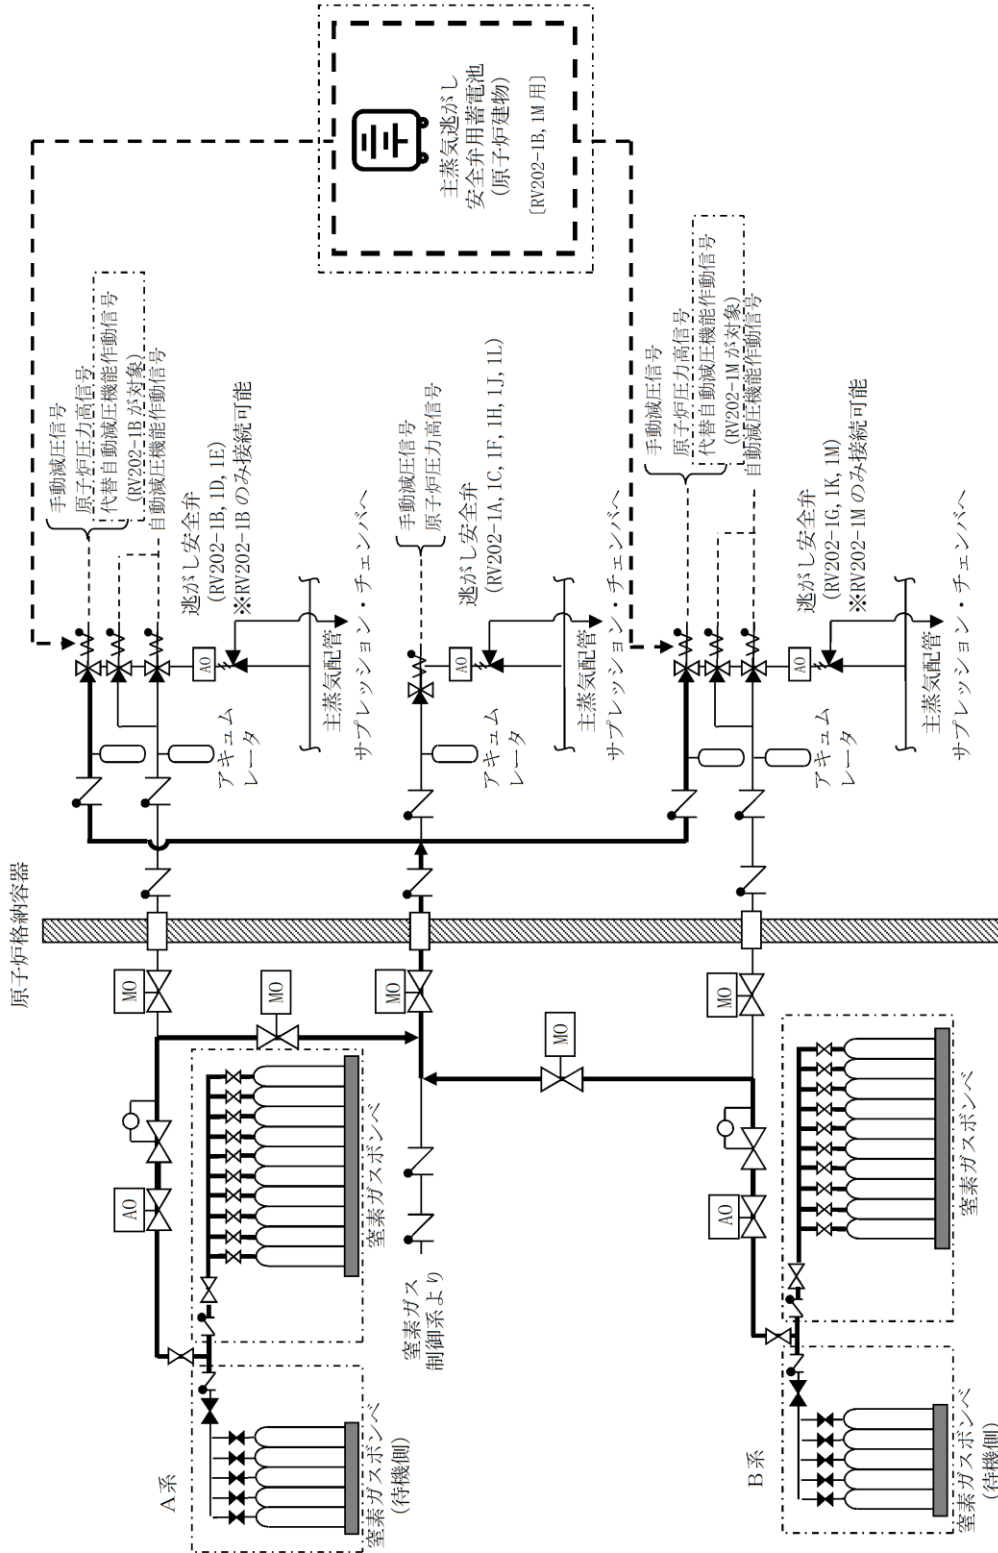 主蒸気逃がし
安全弁用蓄電池
(原子炉建物)
[RV202-1B, 1M 用]
手動減圧信号
原子炉圧力高信号
代替自動減圧機能作動信号
(RV202-1B が対象)
自動減圧機能作動信号
逃がし安全弁
(RV202-1B, 1D, 1E)
※RV202-1B のみ接続可能
AO
主蒸気配管
サプレッション・チェンバへ
アキュム
レータ
手動減圧信号
原子炉圧力高信号
逃がし安全弁
(RV202-1A, 1C, 1F, 1H, 1J, 1L)
AO
主蒸気配管
サプレッション・チェンバへ
アキュム
レータ
手動減圧信号
原子炉圧力高信号
代替自動減圧機能作動信号
(RV202-1M が対象)
自動減圧機能作動信号
逃がし安全弁
(RV202-1G, 1K, 1M)
※RV202-1M のみ接続可能
AO
主蒸気配管
サプレッション・チェンバへ
アキュム
レータ
原子炉格納容器
MO
MO
MO
MO
MO
AO
AO
窒素ガスボンベ
窒素ガス
制御系より
窒素ガスボンベ
A系
窒素ガスボンベ
(待機側)
B系
窒素ガスボンベ
(待機側)